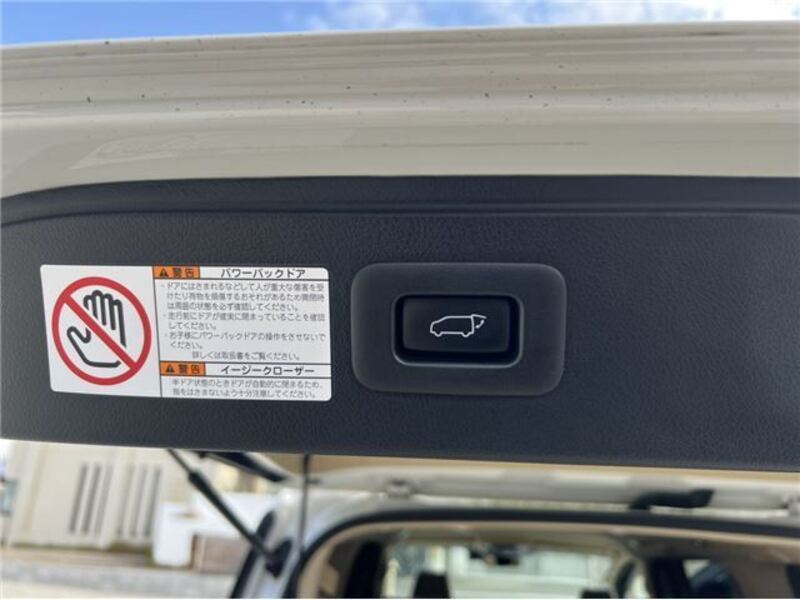 警告 パワーバックドア
・ドアにはさまれるなどして人が重大な傷害を受
けたり荷物を損傷するおそれがあるため開閉時
は周囲の状態を必ず確認してください。
・走行前にドアが確実に閉まっていることを確認
してください。
・お子様にパワーバックドアの操作をさせないで
ください。
詳しくは取扱書をご覧ください。
警告 イージークローザー
半ドア状態のときドアが自動的に閉まるため、
指をはさまないよう十分注意してください。